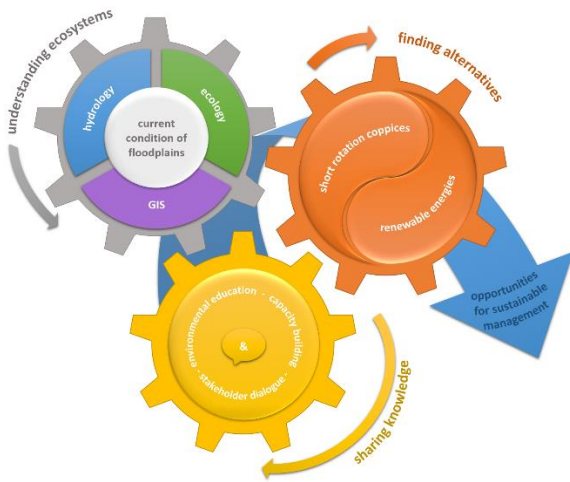 understanding ecosystems
hydrology
ecology
current
condition of
floodplains
GIS
finding alternatives
short rotation coppices
renewable energies
opportunities
for sustainable
management
environmental education - capacity building
- stakeholder dialogue -
&
sharing knowledge